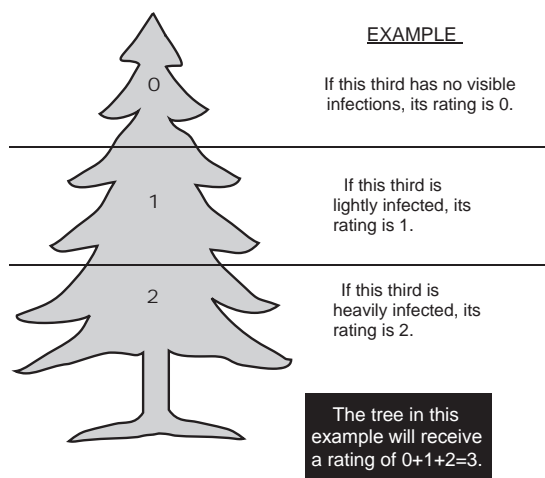 EXAMPLE
0
If this third has no visible
infections, its rating is 0.
1
If this third is
lightly infected, its
rating is 1.
2
If this third is
heavily infected, its
rating is 2.
The tree in this
example will receive
a rating of 0+1+2=3.